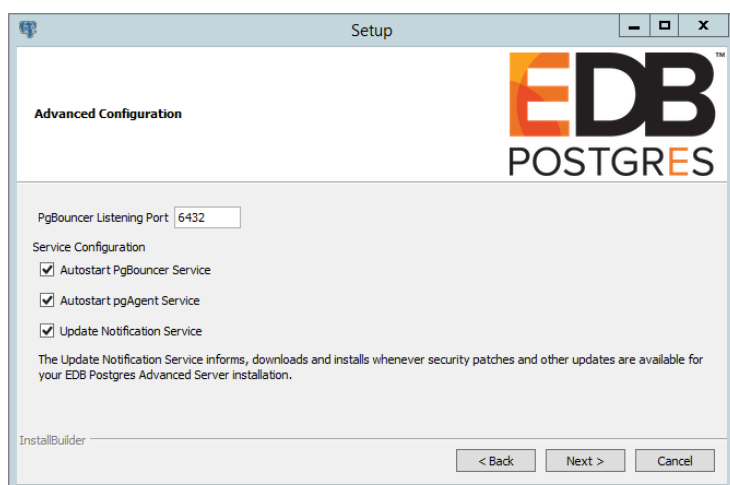 Setup
Advanced Configuration
EDB™
POSTGRES
PgBouncer Listening Port 6432
Service Configuration
Autostart PgBouncer Service
Autostart pgAgent Service
Update Notification Service
The Update Notification Service informs, downloads and installs whenever security patches and other updates are available for
your EDB Postgres Advanced Server installation.
InstallBuilder
< Back Next > Cancel